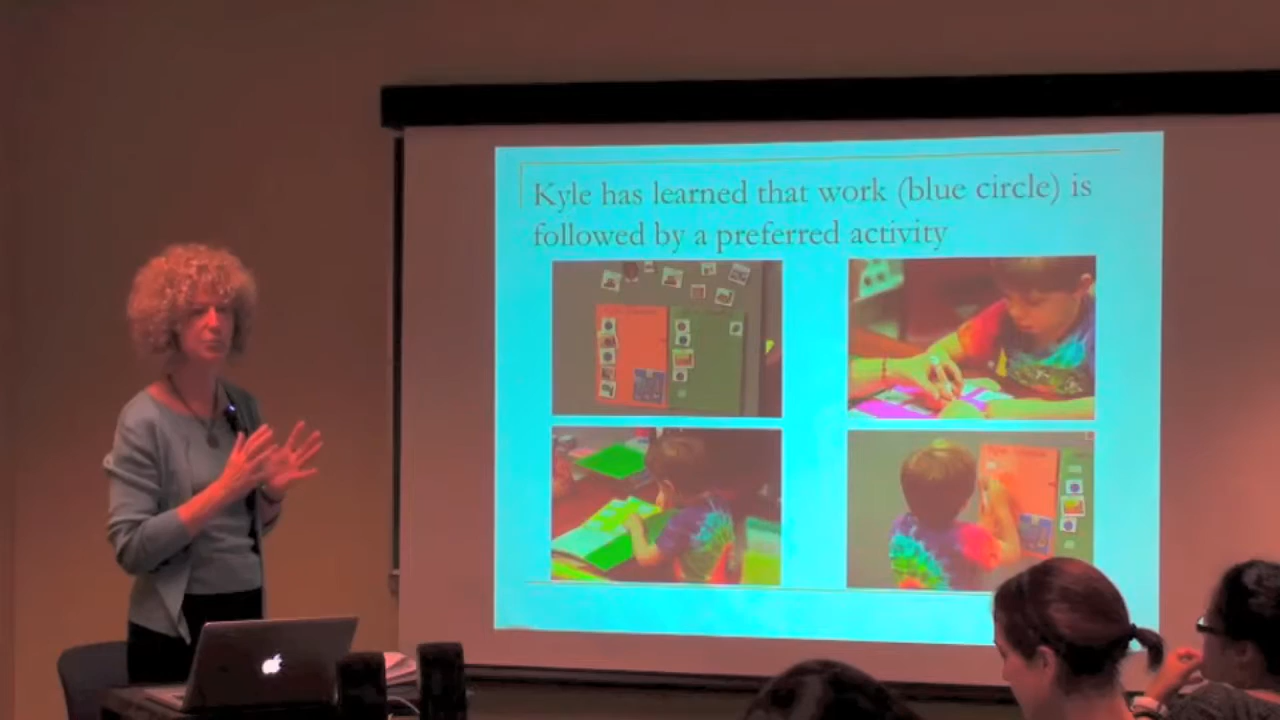 Kyle has learned that work (blue circle) is
followed by a preferred activity